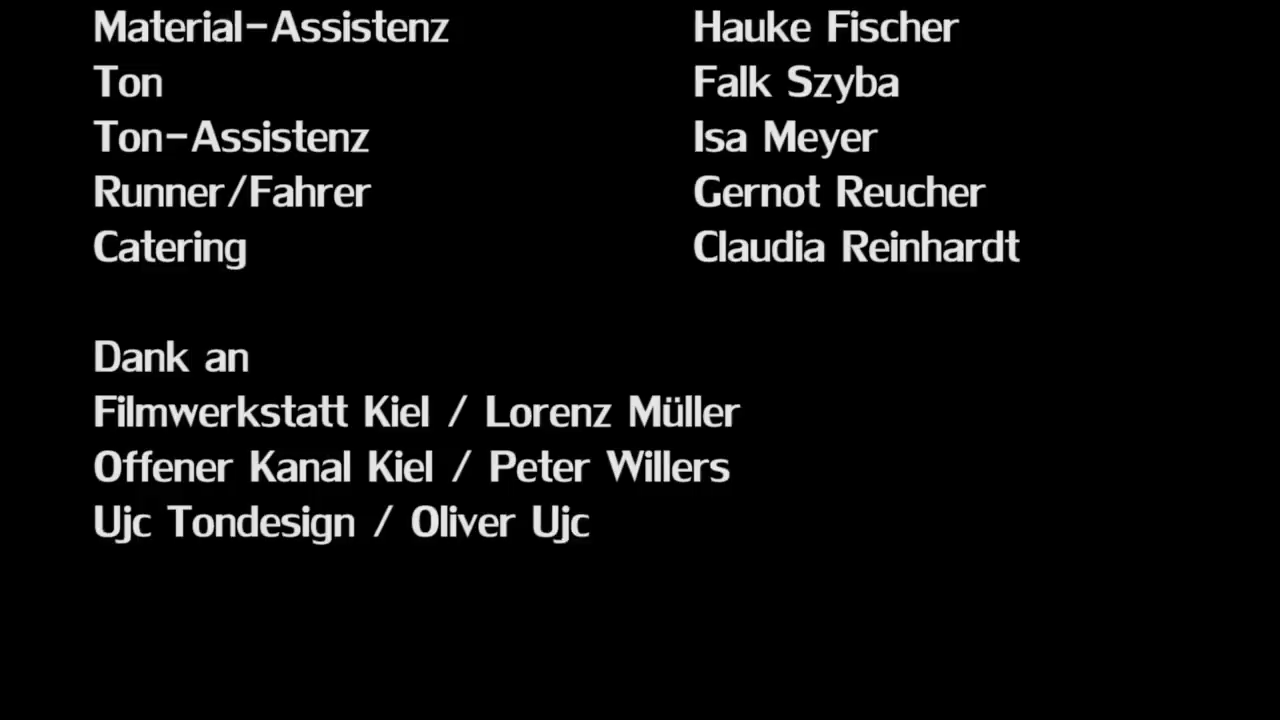 Material-Assistenz Hauke Fischer
Ton Falk Szyba
Ton-Assistenz Isa Meyer
Runner/Fahrer Gernot Reucher
Catering Claudia Reinhardt
Dank an
Filmwerkstatt Kiel / Lorenz Müller
Offener Kanal Kiel / Peter Willers
Ujc Tondesign / Oliver Ujc